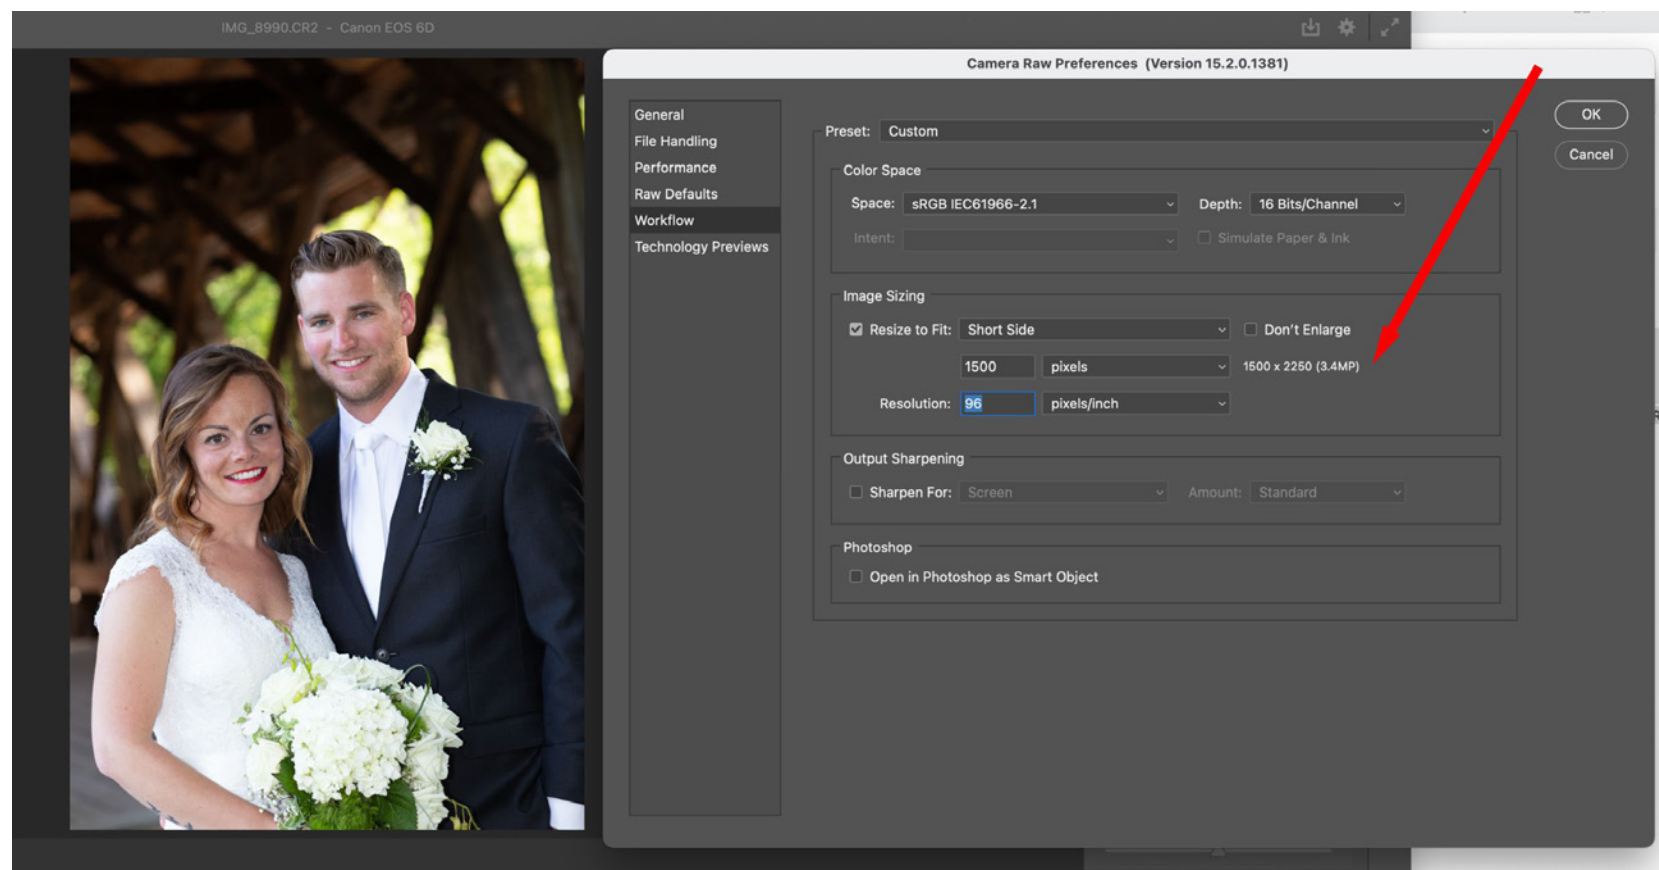 IMG_8990.CR2 - Canon EOS 6D
Camera Raw Preferences (Version 15.2.0.1381)
General
File Handling
Performance
Raw Defaults
Workflow
Technology Previews
Preset: Custom
Color Space
Space: sRGB IEC61966-2.1 Depth: 16 Bits/Channel
Intent: Simulate Paper & Ink
Image Sizing
Resize to Fit: Short Side Don't Enlarge
1500 pixels 1500 x 2250 (3.4MP)
Resolution: 96 pixels/inch
Output Sharpening
Sharpen For: Screen Amount: Standard
Photoshop
Open in Photoshop as Smart Object
OK
Cancel